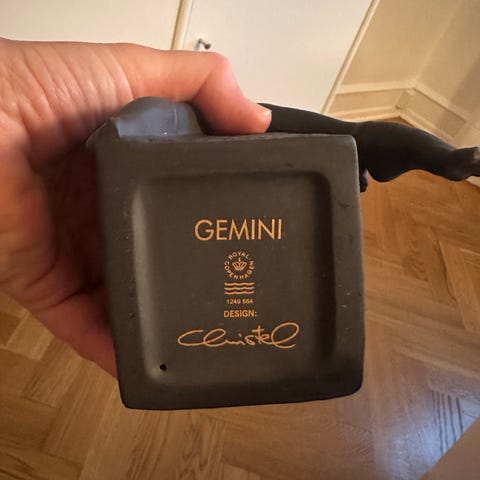 GEMINI
ROYAL COPENHAGEN
1249 564
DESIGN:
Christel